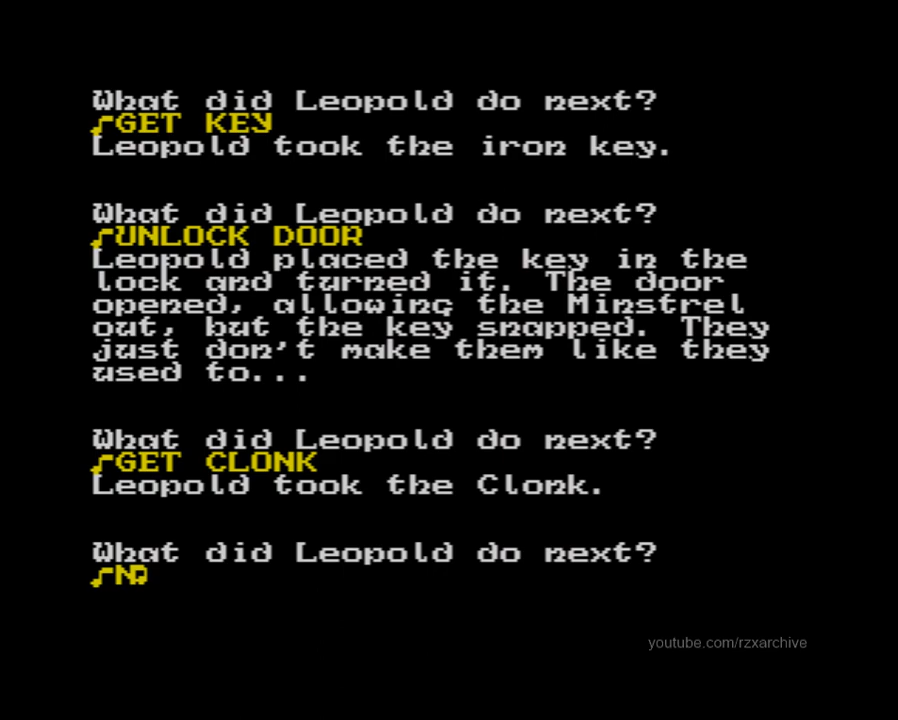 What did Leopold do next?
GET KEY
Leopold took the iron key.
What did Leopold do next?
UNLOCK DOOR
Leopold placed the key in the
lock and turned it. The door
opened, allowing the Minstrel
out, but the key snapped. They
just don't make them like they
used to...
What did Leopold do next?
GET CLONK
Leopold took the Clonk.
What did Leopold do next?
N
youtube.com/rzxarchive